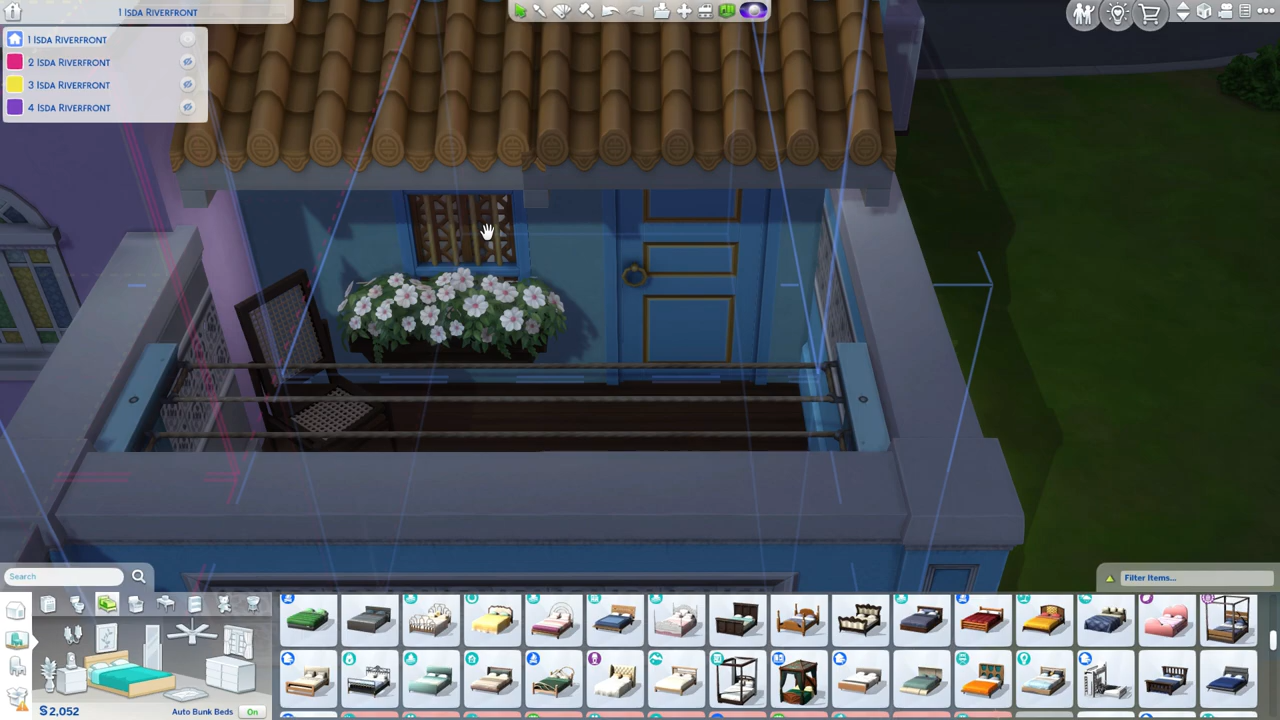 1 Isda Riverfront
1 Isda Riverfront
2 Isda Riverfront
3 Isda Riverfront
4 Isda Riverfront
Search
Filter Items...
§2,052
Auto Bunk Beds
On